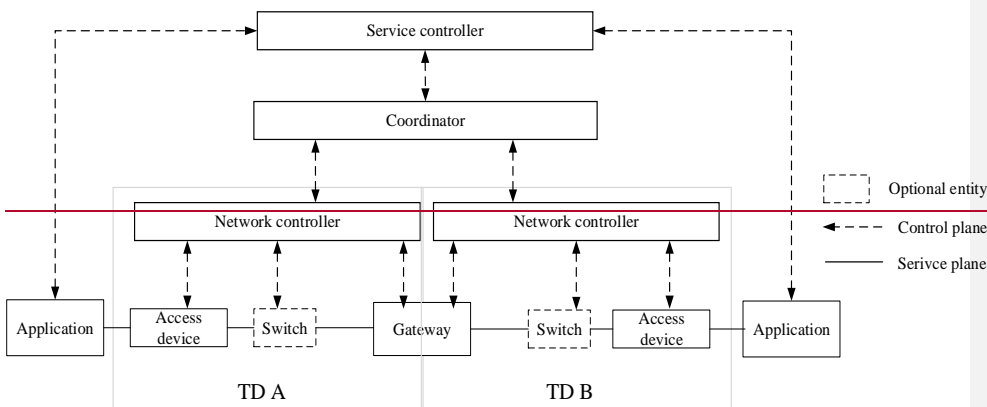 Service controller
Coordinator
Optional entity
Network controller
Network controller
Control plane
Serivce plane
Application
Access
device
Switch
Gateway
Switch
Access
device
Application
TD A
TD B